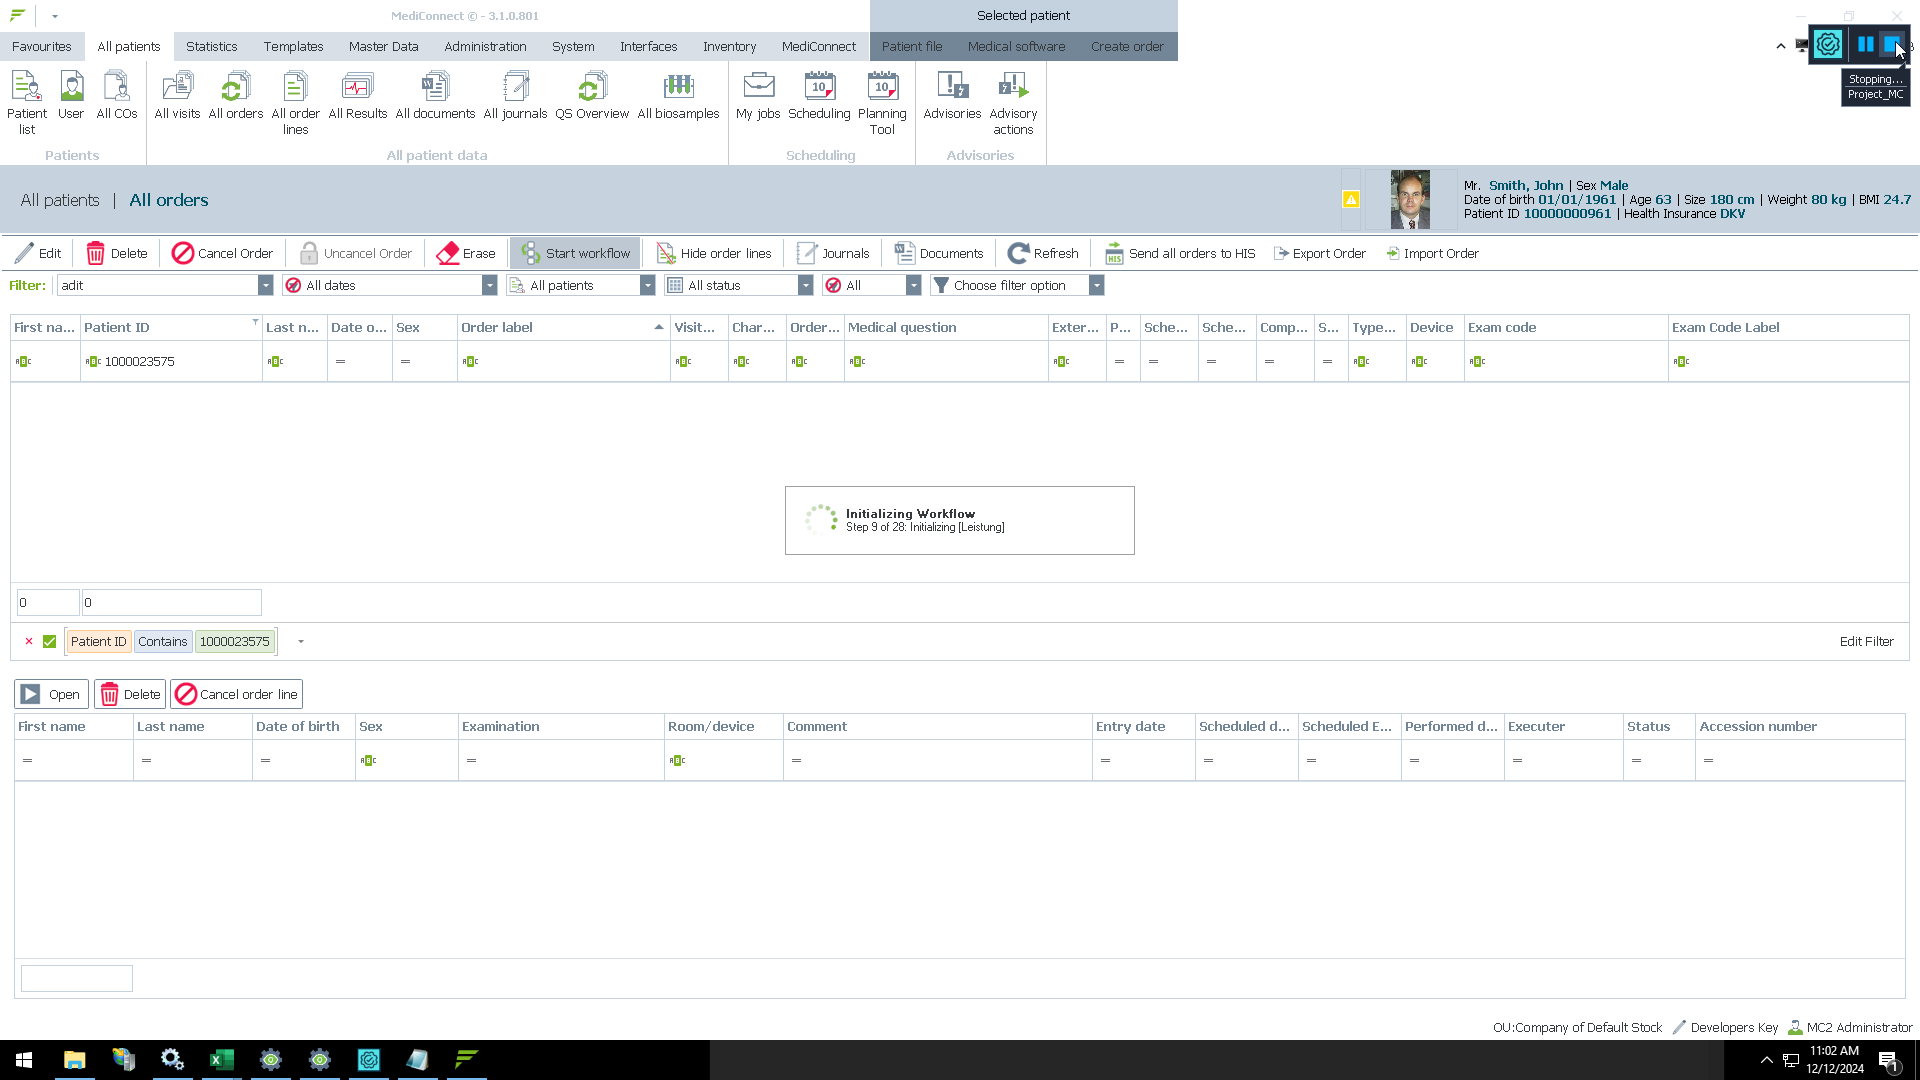 MediConnect © - 3.1.0.801
Selected patient
Favourites
All patients
Statistics
Templates
Master Data
Administration
System
Interfaces
Inventory
MediConnect
Patient file
Medical software
Create order
Stopping...
Project_MC
Patient list
User
All COs
All visits
All orders
All order lines
All Results
All documents
All journals
QS Overview
All biosamples
My jobs
Scheduling
Planning Tool
Advisories
Advisory actions
Patients
All patient data
Scheduling
Advisories
All patients | All orders
Mr. Smith, John | Sex Male
Date of birth 01/01/1961 | Age 63 | Size 180 cm | Weight 80 kg | BMI 24.7
Patient ID 10000000961 | Health Insurance DKV
Edit
Delete
Cancel Order
Uncancel Order
Erase
Start workflow
Hide order lines
Journals
Documents
Refresh
Send all orders to HIS
Export Order
Import Order
Filter:
adit
All dates
All patients
All status
All
Choose filter option
First na...
Patient ID
Last n...
Date o...
Sex
Order label
Visit...
Char...
Order...
Medical question
Exter...
P...
Sche...
Sche...
Comp...
S...
Type...
Device
Exam code
Exam Code Label
1000023575
Initializing Workflow
Step 9 of 28: Initializing [Leistung]
0
0
Patient ID
Contains
1000023575
Edit Filter
Open
Delete
Cancel order line
First name
Last name
Date of birth
Sex
Examination
Room/device
Comment
Entry date
Scheduled d...
Scheduled E...
Performed d...
Executer
Status
Accession number
OU:Company of Default Stock
Developers Key
MC2 Administrator
11:02 AM
12/12/2024
1